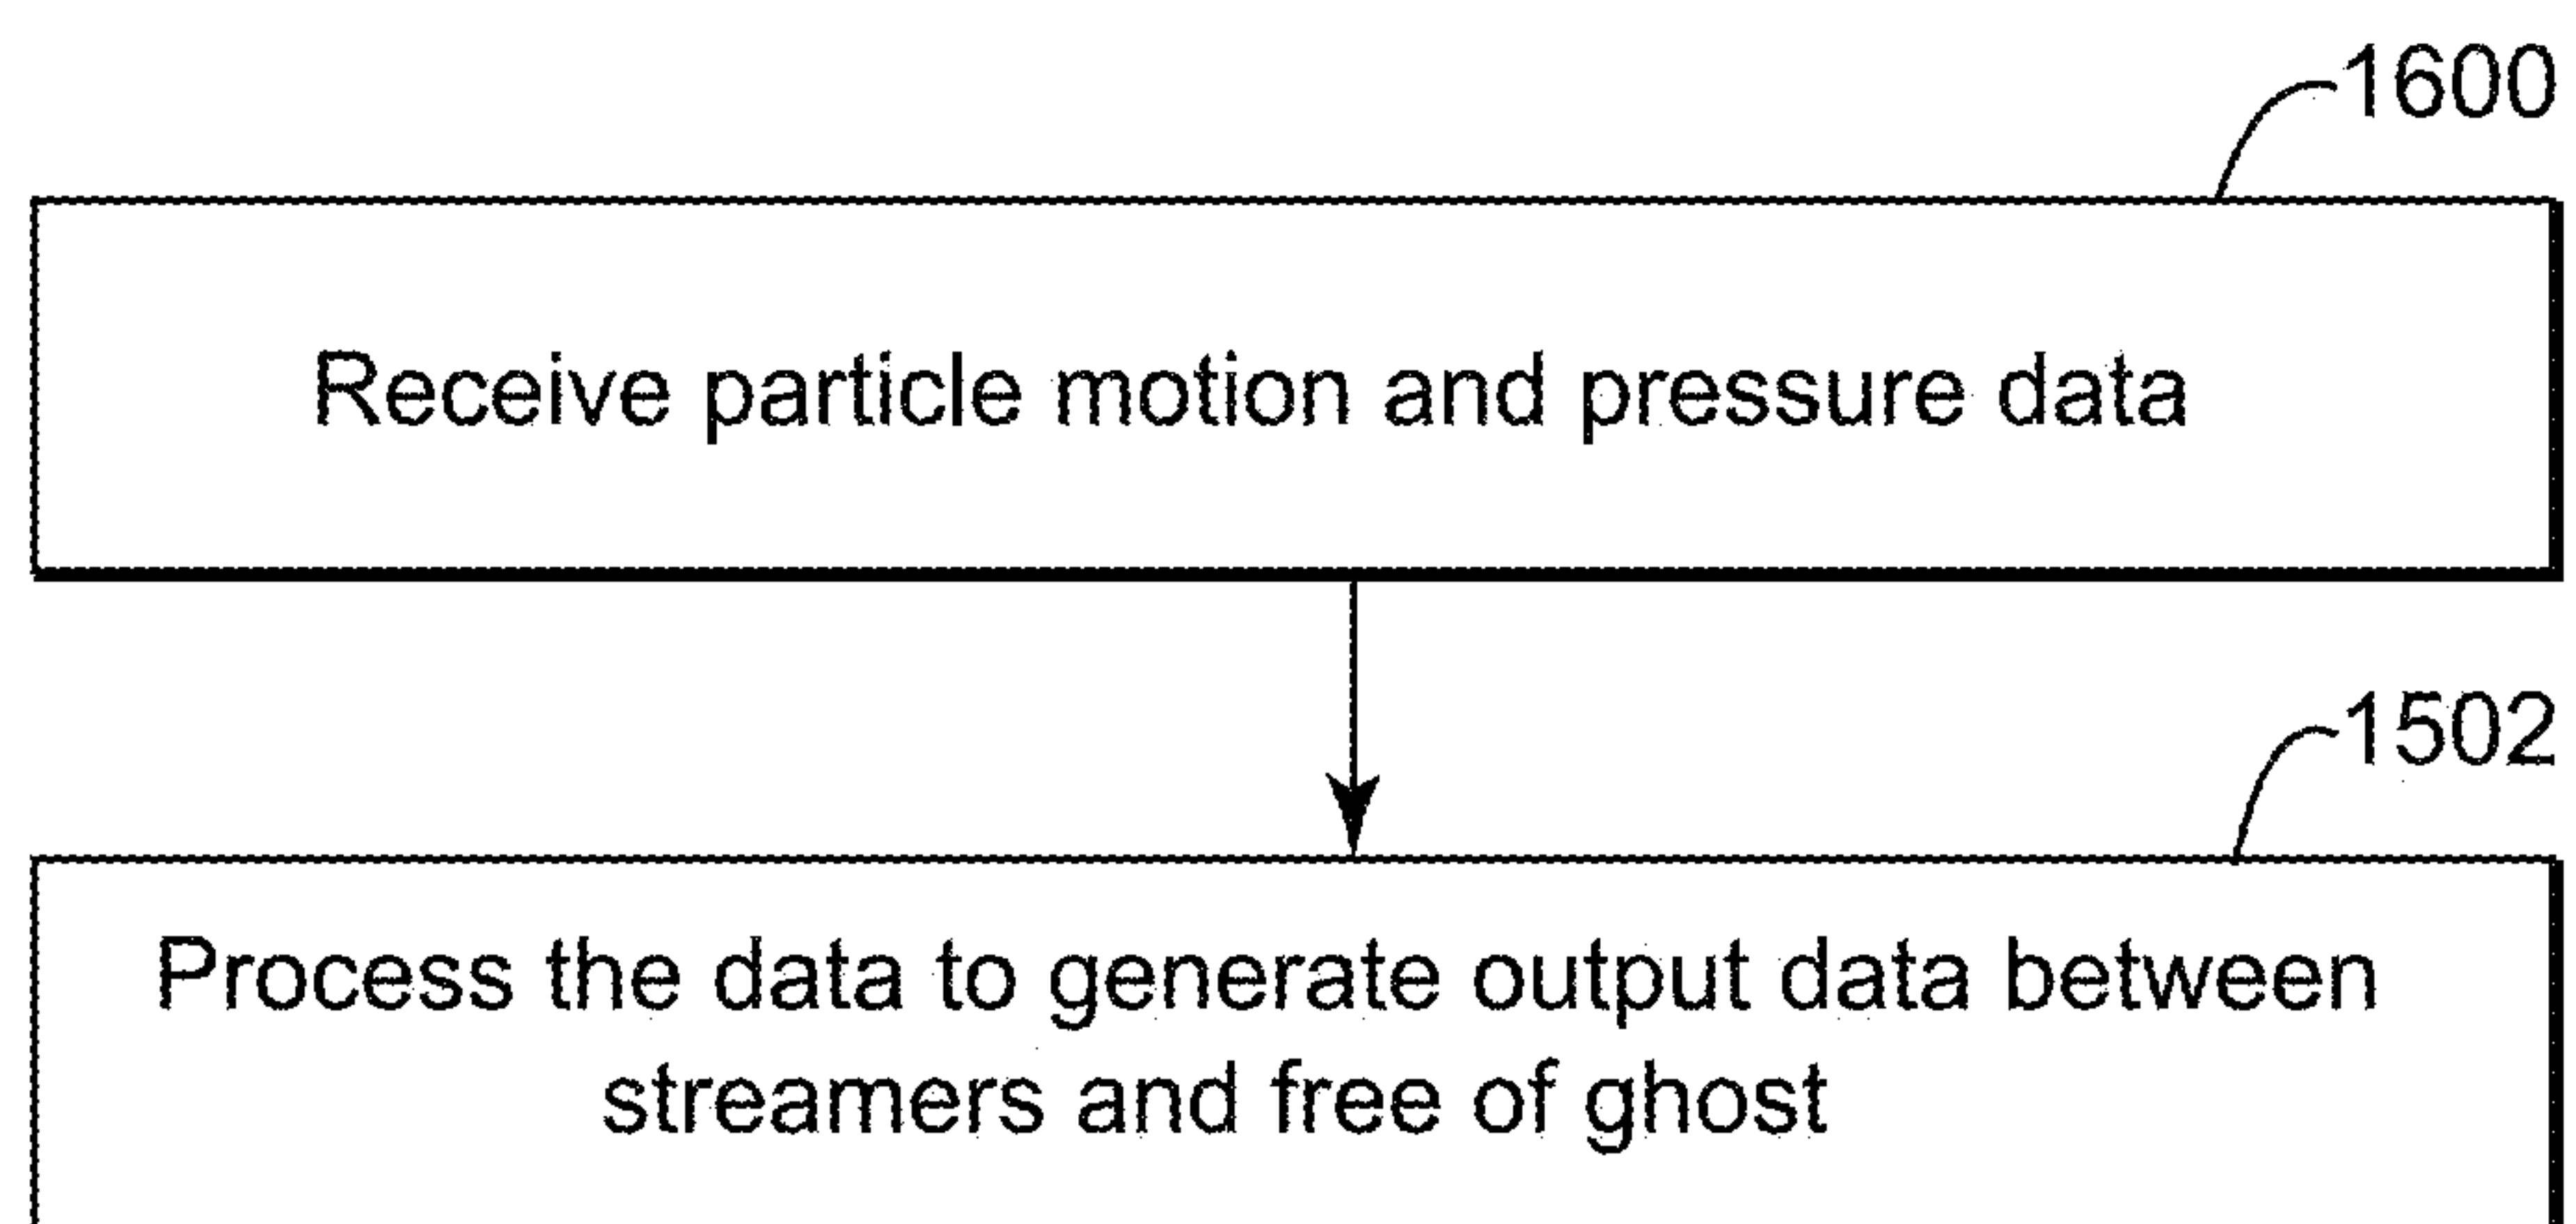 1600
Receive particle motion and pressure data
1502
Process the data to generate output data between
streamers and free of ghost